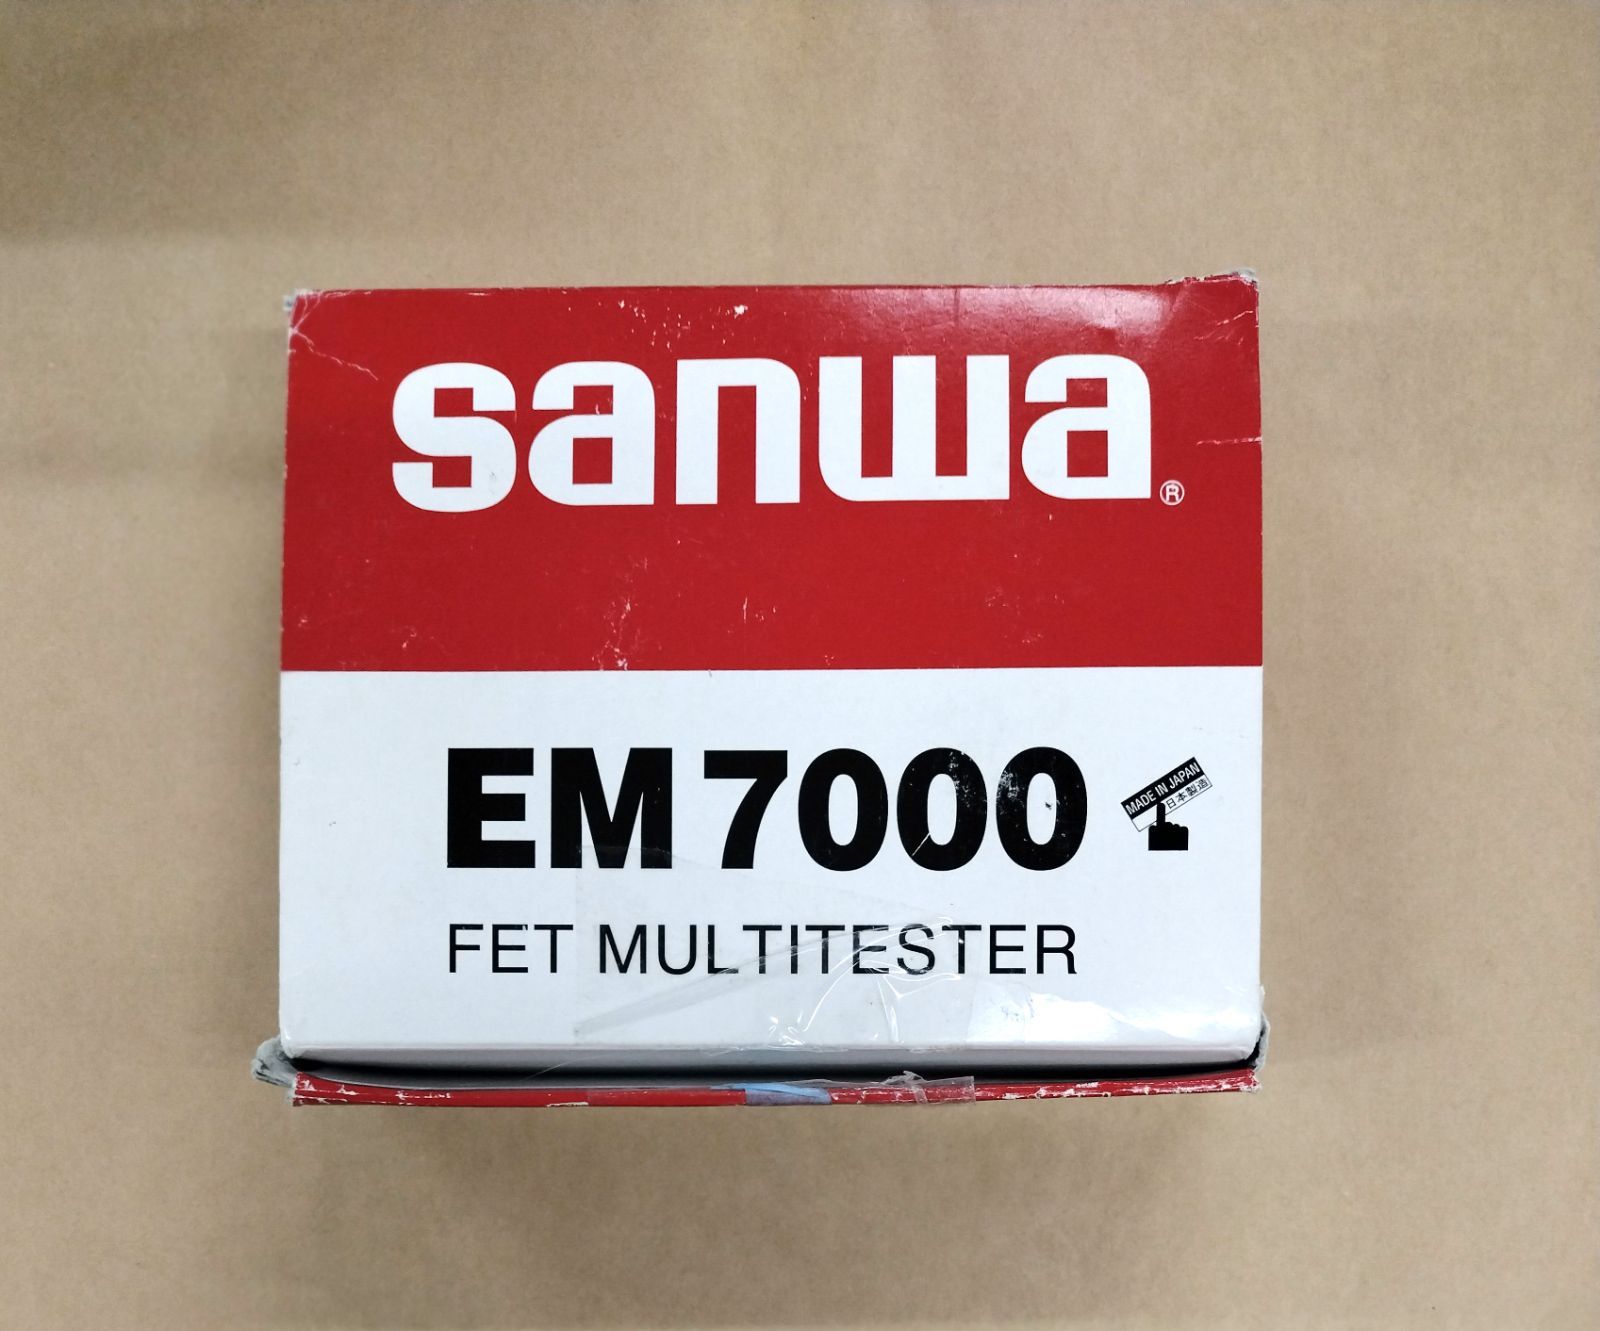 sanwa®
EM7000
MADE IN JAPAN
日本製造
FET MULTITESTER